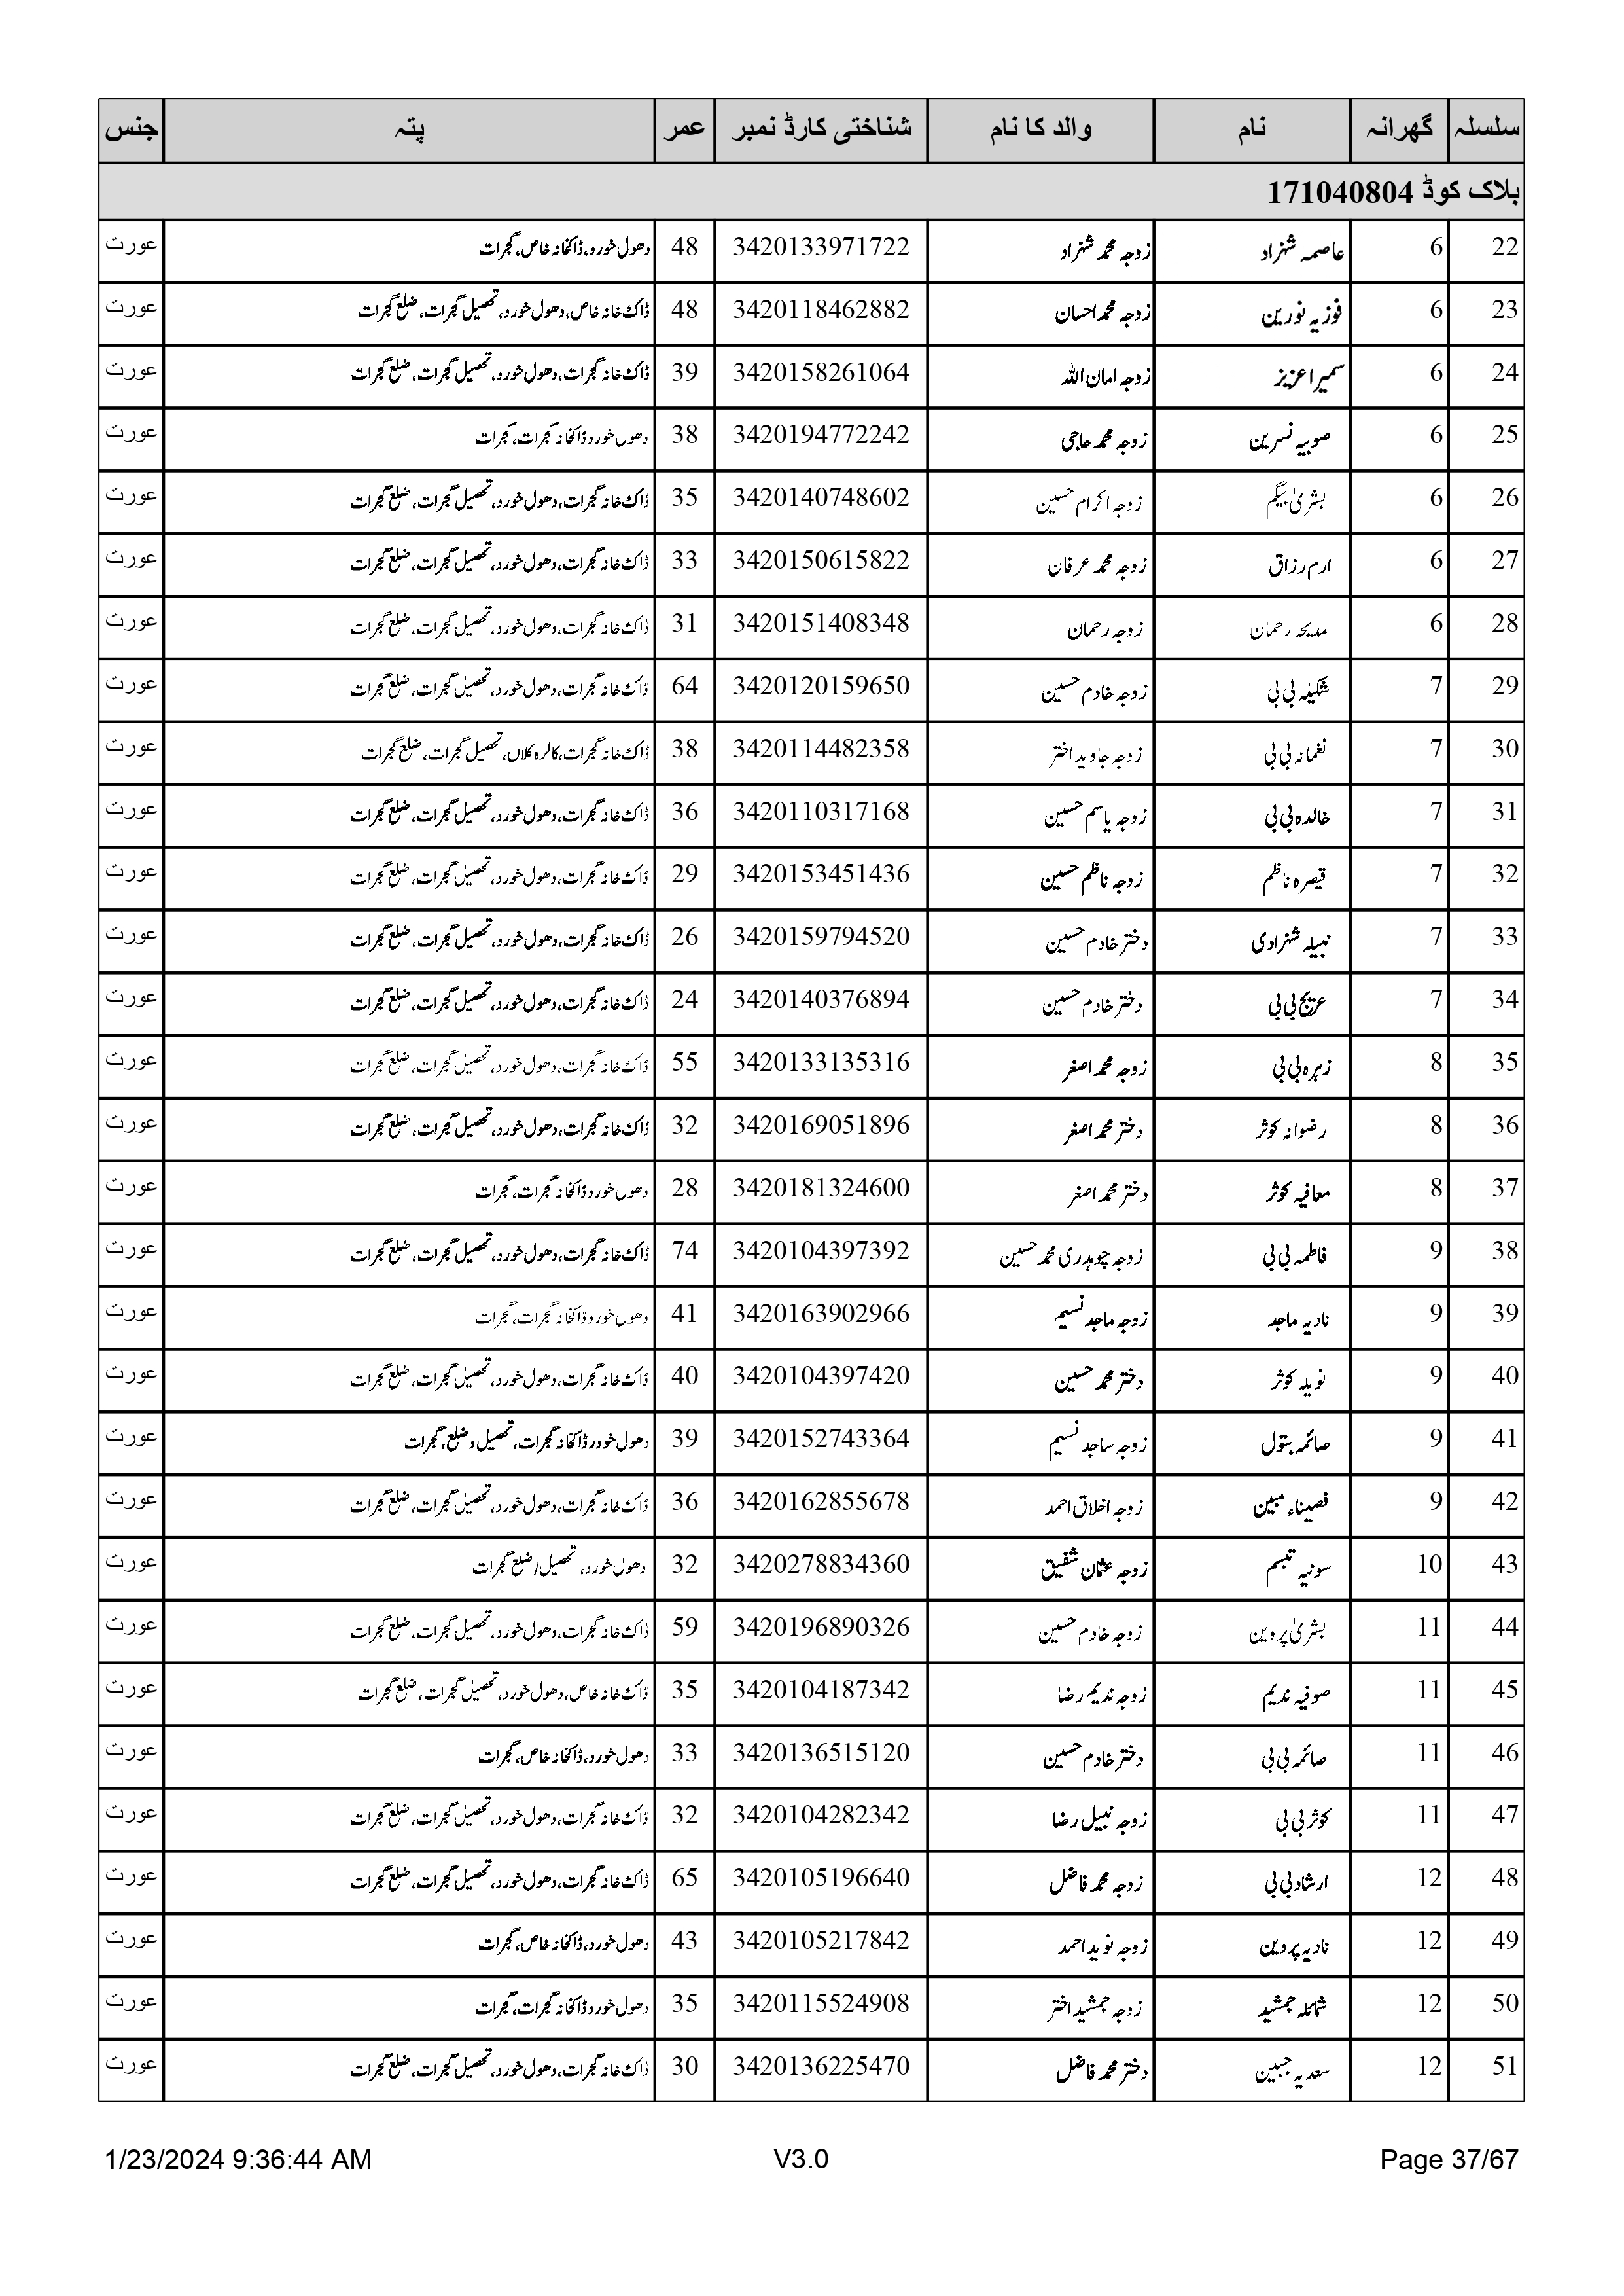 سلسلہ گھرانہ نام والد کا نام شناختی کارڈ نمبر عمر پتہ جنس
بلاک کوڈ 171040804
22 6 عاصمہ شہزاد زوجہ محمد شہزاد 3420133971722 48 دھول خورد، ڈاکخانہ خاص، گجرات عورت
23 6 فوزیہ نورین زوجہ محمد احسان 3420118462882 48 ڈاک خانہ خاص، دھول خورد، تحصیل گجرات، ضلع گجرات عورت
24 6 سمیرا عزیز زوجہ امان اللہ 3420158261064 39 ڈاک خانہ گجرات، دھول خورد، تحصیل گجرات، ضلع گجرات عورت
25 6 صوبیہ نسرین زوجہ محمد حاجی 3420194772242 38 دھول خورد ڈاکخانہ گجرات، گجرات عورت
26 6 بشریٰ بیگم زوجہ اکرام حسین 3420140748602 35 ڈاک خانہ گجرات، دھول خورد، تحصیل گجرات، ضلع گجرات عورت
27 6 ارم رزاق زوجہ محمد عرفان 3420150615822 33 ڈاک خانہ گجرات، دھول خورد، تحصیل گجرات، ضلع گجرات عورت
28 6 مدیحہ رحمان زوجہ رحمان 3420151408348 31 ڈاک خانہ گجرات، دھول خورد، تحصیل گجرات، ضلع گجرات عورت
29 7 شکیلہ بی بی زوجہ خادم حسین 3420120159650 64 ڈاک خانہ گجرات، دھول خورد، تحصیل گجرات، ضلع گجرات عورت
30 7 نغمانہ بی بی زوجہ جاوید اختر 3420114482358 38 ڈاک خانہ گجرات، کالرہ کلاں، تحصیل گجرات، ضلع گجرات عورت
31 7 خالدہ بی بی زوجہ یاسم حسین 3420110317168 36 ڈاک خانہ گجرات، دھول خورد، تحصیل گجرات، ضلع گجرات عورت
32 7 قیصرہ ناظم زوجہ ناظم حسین 3420153451436 29 ڈاک خانہ گجرات، دھول خورد، تحصیل گجرات، ضلع گجرات عورت
33 7 نبیلہ شہزادی دختر خادم حسین 3420159794520 26 ڈاک خانہ گجرات، دھول خورد، تحصیل گجرات، ضلع گجرات عورت
34 7 عریج بی بی دختر خادم حسین 3420140376894 24 ڈاک خانہ گجرات، دھول خورد، تحصیل گجرات، ضلع گجرات عورت
35 8 زہرہ بی بی زوجہ محمد اصغر 3420133135316 55 ڈاک خانہ گجرات، دھول خورد، تحصیل گجرات، ضلع گجرات عورت
36 8 رضوانہ کوثر دختر محمد اصغر 3420169051896 32 ڈاک خانہ گجرات، دھول خورد، تحصیل گجرات، ضلع گجرات عورت
37 8 معافیہ کوثر دختر محمد اصغر 3420181324600 28 دھول خورد ڈاکخانہ گجرات، گجرات عورت
38 9 فاطمہ بی بی زوجہ چوہدری محمد حسین 3420104397392 74 ڈاک خانہ گجرات، دھول خورد، تحصیل گجرات، ضلع گجرات عورت
39 9 نادیہ ماجد زوجہ ماجد نسیم 3420163902966 41 دھول خورد ڈاکخانہ گجرات، گجرات عورت
40 9 نویلہ کوثر دختر محمد حسین 3420104397420 40 ڈاک خانہ گجرات، دھول خورد، تحصیل گجرات، ضلع گجرات عورت
41 9 صائمہ بتول زوجہ ساجد نسیم 3420152743364 39 دھول خودر ڈاکخانہ گجرات، تحصیل و ضلع، گجرات عورت
42 9 فصیناء مبین زوجہ اخلاق احمد 3420162855678 36 ڈاک خانہ گجرات، دھول خورد، تحصیل گجرات، ضلع گجرات عورت
43 10 سونیہ تبسم زوجہ عثمان شفیق 3420278834360 32 دھول خورد، تحصیل/ضلع گجرات عورت
44 11 بشریٰ پروین زوجہ خادم حسین 3420196890326 59 ڈاک خانہ گجرات، دھول خورد، تحصیل گجرات، ضلع گجرات عورت
45 11 صوفیہ ندیم زوجہ ندیم رضا 3420104187342 35 ڈاک خانہ خاص، دھول خورد، تحصیل گجرات، ضلع گجرات عورت
46 11 صائمہ بی بی دختر خادم حسین 3420136515120 33 دھول خورد، ڈاکخانہ خاص، گجرات عورت
47 11 کوثر بی بی زوجہ نبیل رضا 3420104282342 32 ڈاک خانہ گجرات، دھول خورد، تحصیل گجرات، ضلع گجرات عورت
48 12 ارشاد بی بی زوجہ محمد فاضل 3420105196640 65 ڈاک خانہ گجرات، دھول خورد، تحصیل گجرات، ضلع گجرات عورت
49 12 نادیہ پروین زوجہ نوید احمد 3420105217842 43 دھول خورد، ڈاکخانہ خاص، گجرات عورت
50 12 شمائلہ جمشید زوجہ جمشید اختر 3420115524908 35 دھول خورد ڈاکخانہ گجرات، گجرات عورت
51 12 سعدیہ جبین دختر محمد فاضل 3420136225470 30 ڈاک خانہ گجرات، دھول خورد، تحصیل گجرات، ضلع گجرات عورت
1/23/2024 9:36:44 AM V3.0 Page 37/67